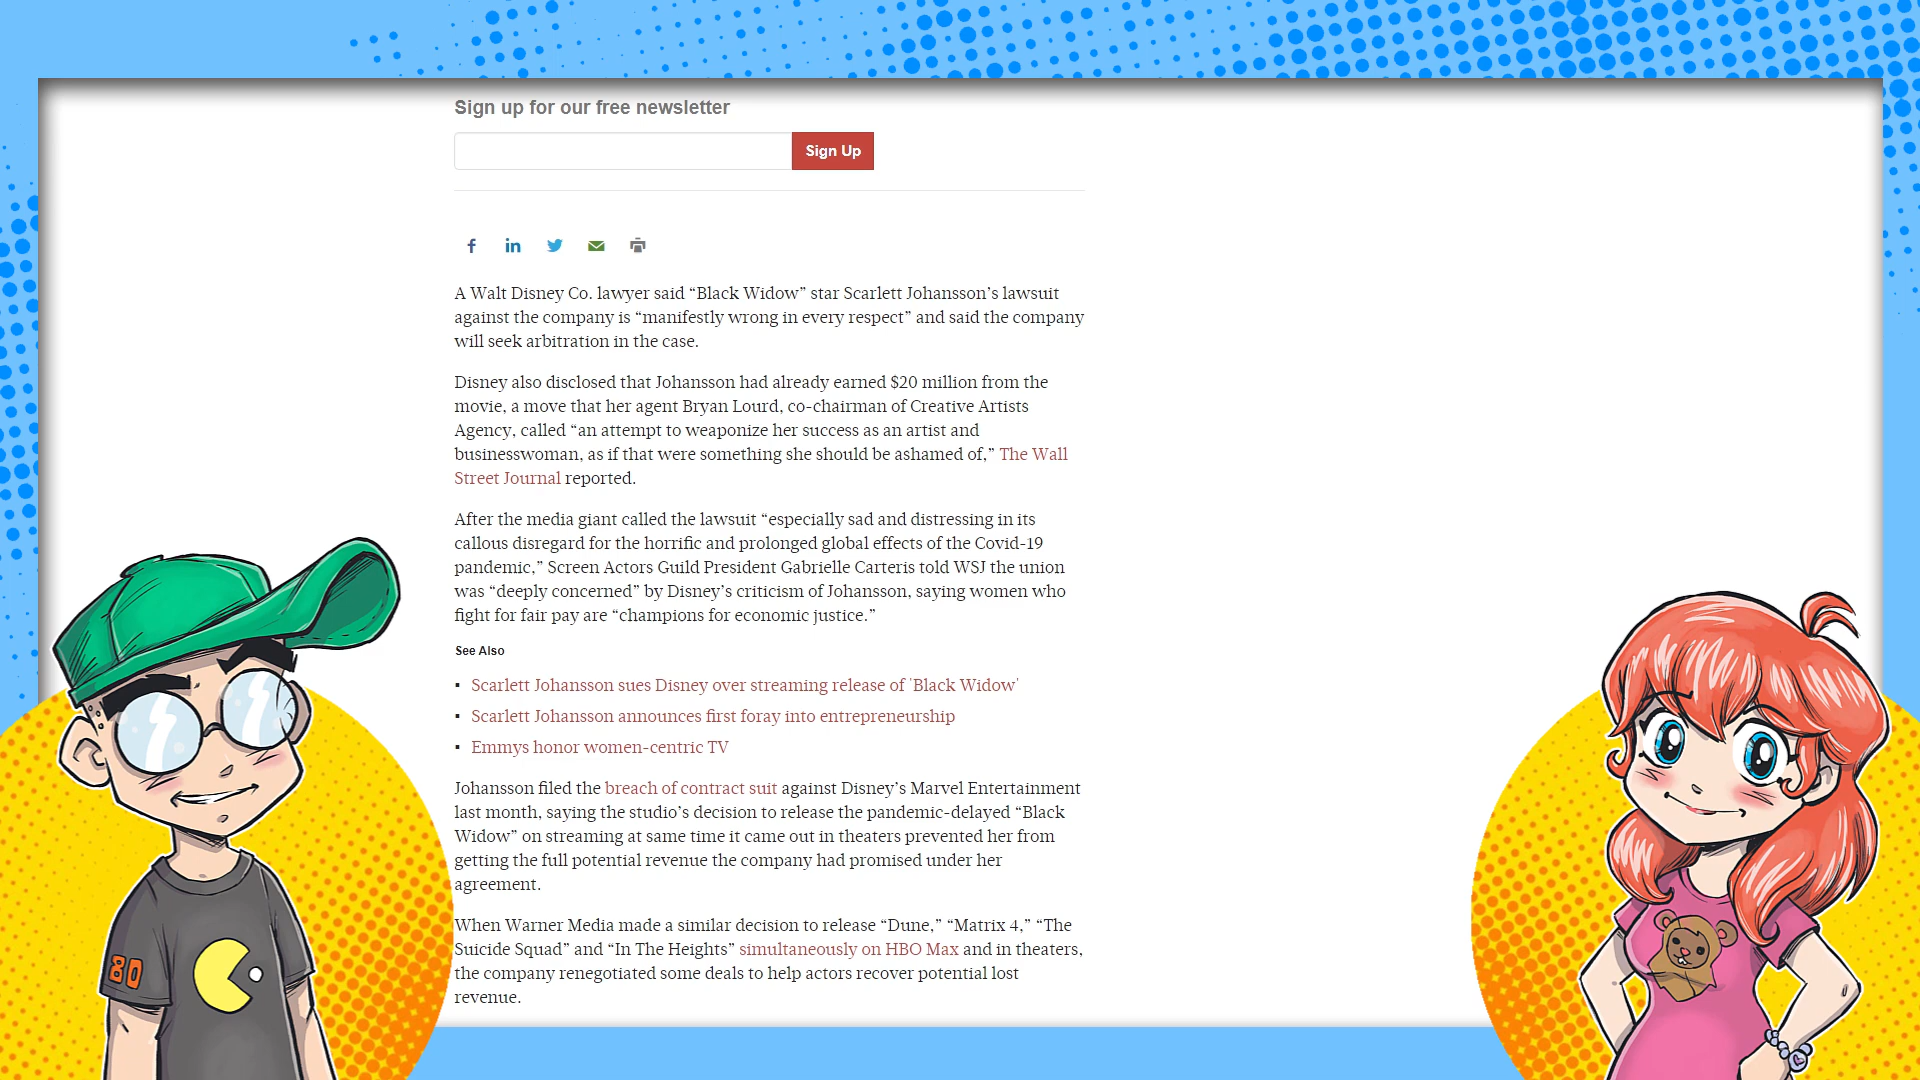 Sign up for our free newsletter
Sign Up
A Walt Disney Co. lawyer said “Black Widow” star Scarlett Johansson’s lawsuit
against the company is “manifestly wrong in every respect” and said the company
will seek arbitration in the case.
Disney also disclosed that Johansson had already earned $20 million from the
movie, a move that her agent Bryan Lourd, co-chairman of Creative Artists
Agency, called “an attempt to weaponize her success as an artist and
businesswoman, as if that were something she should be ashamed of,” The Wall
Street Journal reported.
After the media giant called the lawsuit “especially sad and distressing in its
callous disregard for the horrific and prolonged global effects of the Covid-19
pandemic,” Screen Actors Guild President Gabrielle Carteris told WSJ the union
was “deeply concerned” by Disney’s criticism of Johansson, saying women who
fight for fair pay are “champions for economic justice.”
See Also
▪ Scarlett Johansson sues Disney over streaming release of 'Black Widow'
▪ Scarlett Johansson announces first foray into entrepreneurship
▪ Emmys honor women-centric TV
Johansson filed the breach of contract suit against Disney’s Marvel Entertainment
last month, saying the studio’s decision to release the pandemic-delayed “Black
Widow” on streaming at same time it came out in theaters prevented her from
getting the full potential revenue the company had promised under her
agreement.
When Warner Media made a similar decision to release “Dune,” “Matrix 4,” “The
Suicide Squad” and “In The Heights” simultaneously on HBO Max and in theaters,
the company renegotiated some deals to help actors recover potential lost
revenue.
80